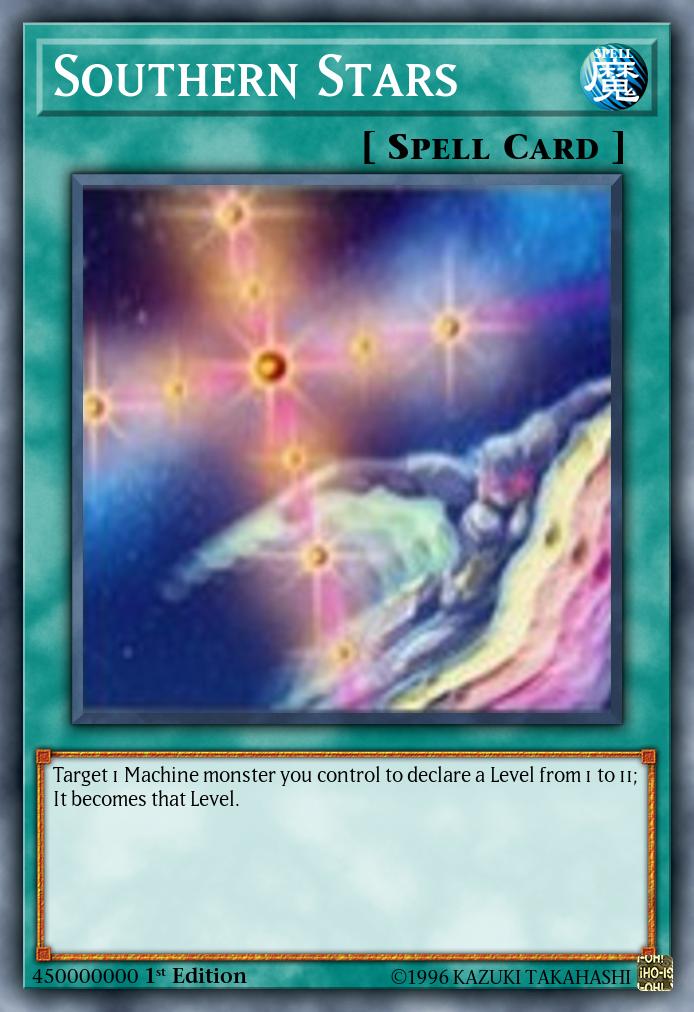 Southern Stars
SPELL
魔
[ Spell Card ]
Target 1 Machine monster you control to declare a Level from 1 to 11;
It becomes that Level.
450000000 1st Edition ©1996 KAZUKI TAKAHASHI